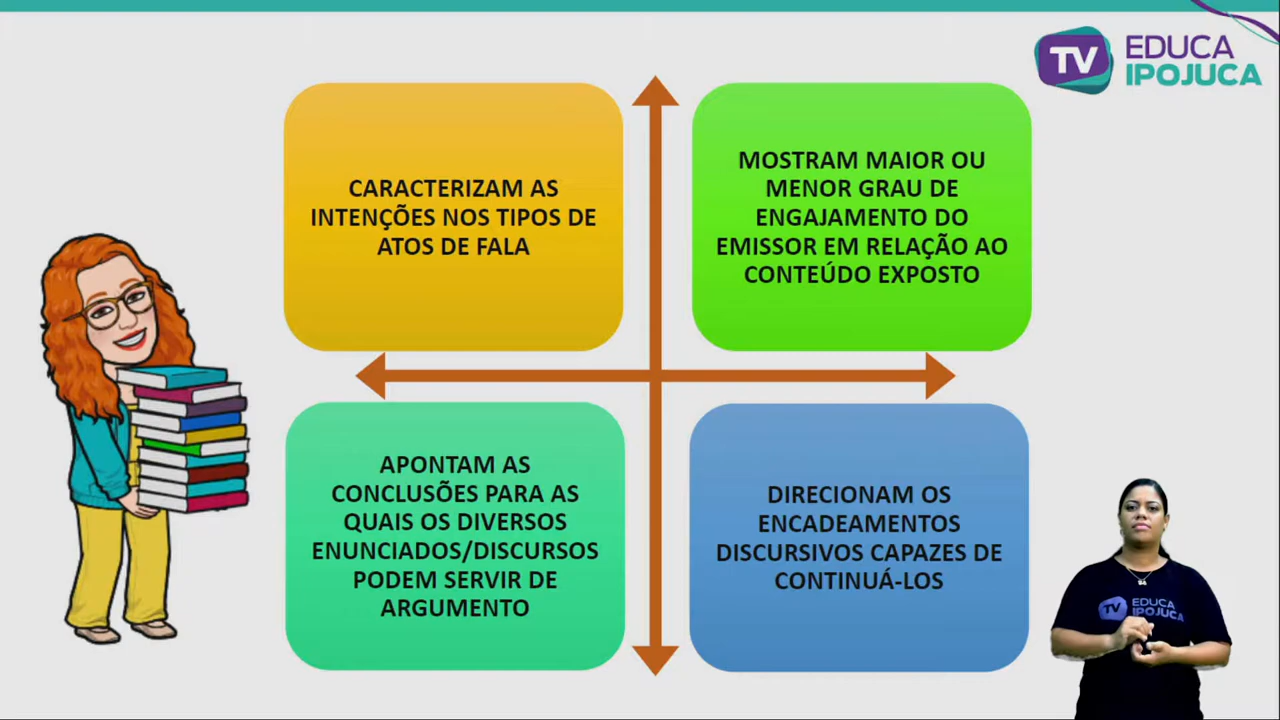 TV EDUCA
IPOJUCA
CARACTERIZAM AS
INTENÇÕES NOS TIPOS DE
ATOS DE FALA
MOSTRAM MAIOR OU
MENOR GRAU DE
ENGAJAMENTO DO
EMISSOR EM RELAÇÃO AO
CONTEÚDO EXPOSTO
APONTAM AS
CONCLUSÕES PARA AS
QUAIS OS DIVERSOS
ENUNCIADOS/DISCURSOS
PODEM SERVIR DE
ARGUMENTO
DIRECIONAM OS
ENCADEAMENTOS
DISCURSIVOS CAPAZES DE
CONTINUÁ-LOS
TV EDUCA
IPOJUCA